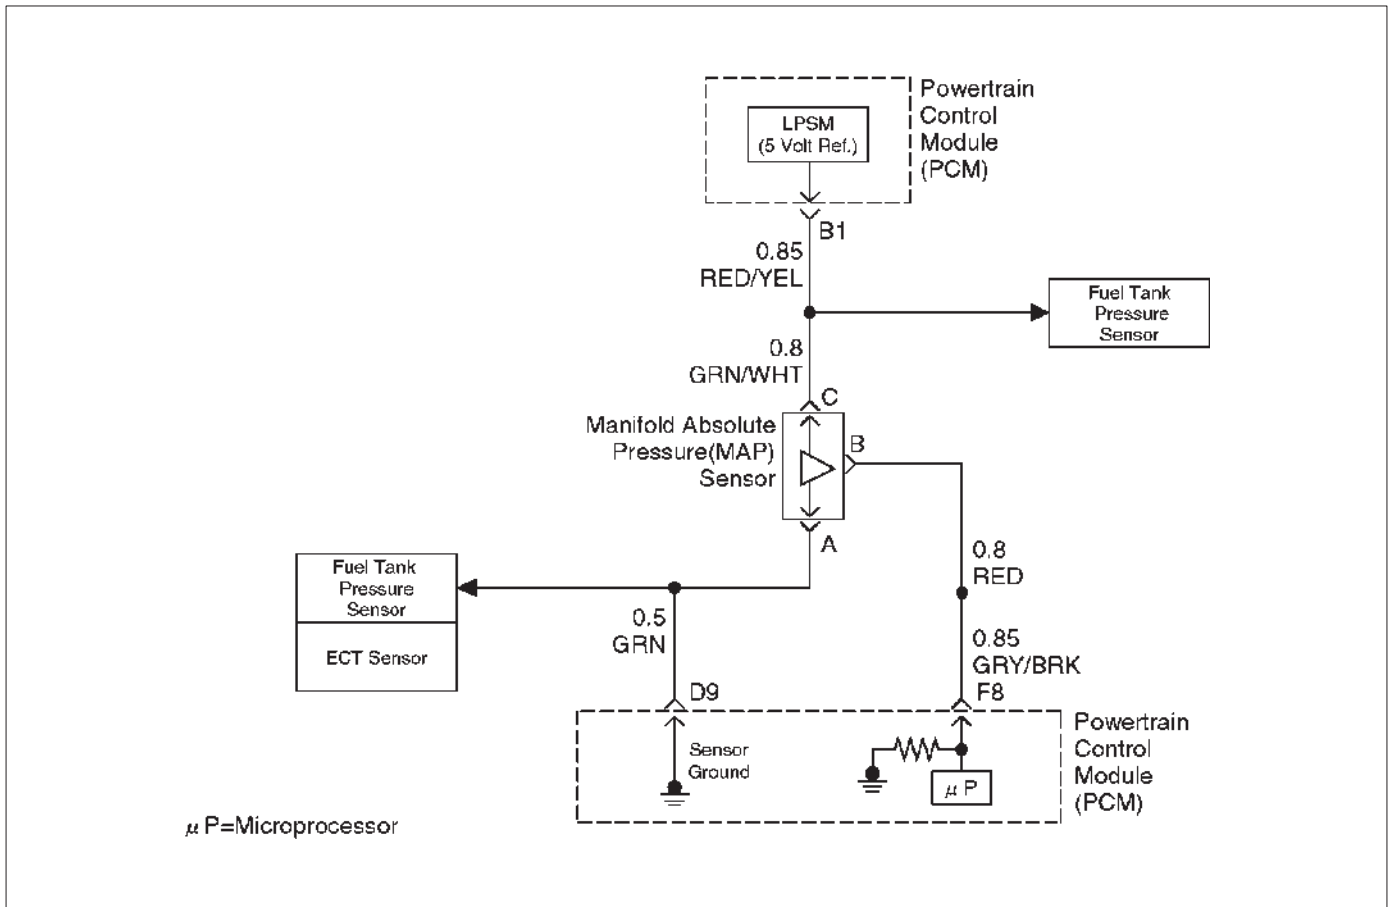 Powertrain
Control
Module
(PCM)
LPSM
(5 Volt Ref.)
B1
0.85
RED/YEL
Fuel Tank
Pressure
Sensor
0.8
GRN/WHT
C
Manifold Absolute
Pressure(MAP)
Sensor
B
A
Fuel Tank
Pressure
Sensor
ECT Sensor
0.5
GRN
0.8
RED
0.85
GRY/BRK
D9
F8
Sensor
Ground
μ P
Powertrain
Control
Module
(PCM)
μ P=Microprocessor